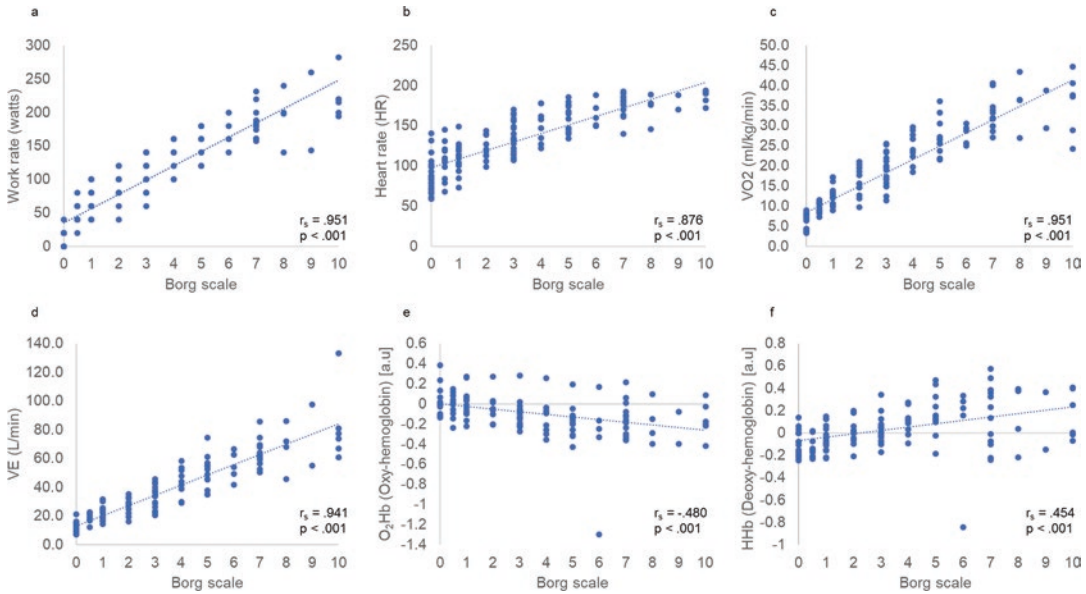 a
300
250
200
150
100
50
0
Work rate (watts)
r_s = .951
p < .001
0 1 2 3 4 5 6 7 8 9 10
Borg scale
b
250
200
150
100
50
0
Heart rate (HR)
r_s = .876
p < .001
0 1 2 3 4 5 6 7 8 9 10
Borg scale
c
50.0
45.0
40.0
35.0
30.0
25.0
20.0
15.0
10.0
5.0
0.0
VO2 (ml/kg/min)
r_s = .951
p < .001
0 1 2 3 4 5 6 7 8 9 10
Borg scale
d
140.0
120.0
100.0
80.0
60.0
40.0
20.0
0.0
VE (L/min)
r_s = .941
p < .001
0 1 2 3 4 5 6 7 8 9 10
Borg scale
e
0.6
0.4
0.2
0
-0.2
-0.4
-0.6
-0.8
-1
-1.2
-1.4
O₂Hb (Oxy-hemoglobin) [a.u]
r_s = -.480
p < .001
0 1 2 3 4 5 6 7 8 9 10
Borg scale
f
0.8
0.6
0.4
0.2
0
-0.2
-0.4
-0.6
-0.8
-1
HHb (Deoxy-hemoglobin) [a.u]
r_s = .454
p < .001
0 1 2 3 4 5 6 7 8 9 10
Borg scale